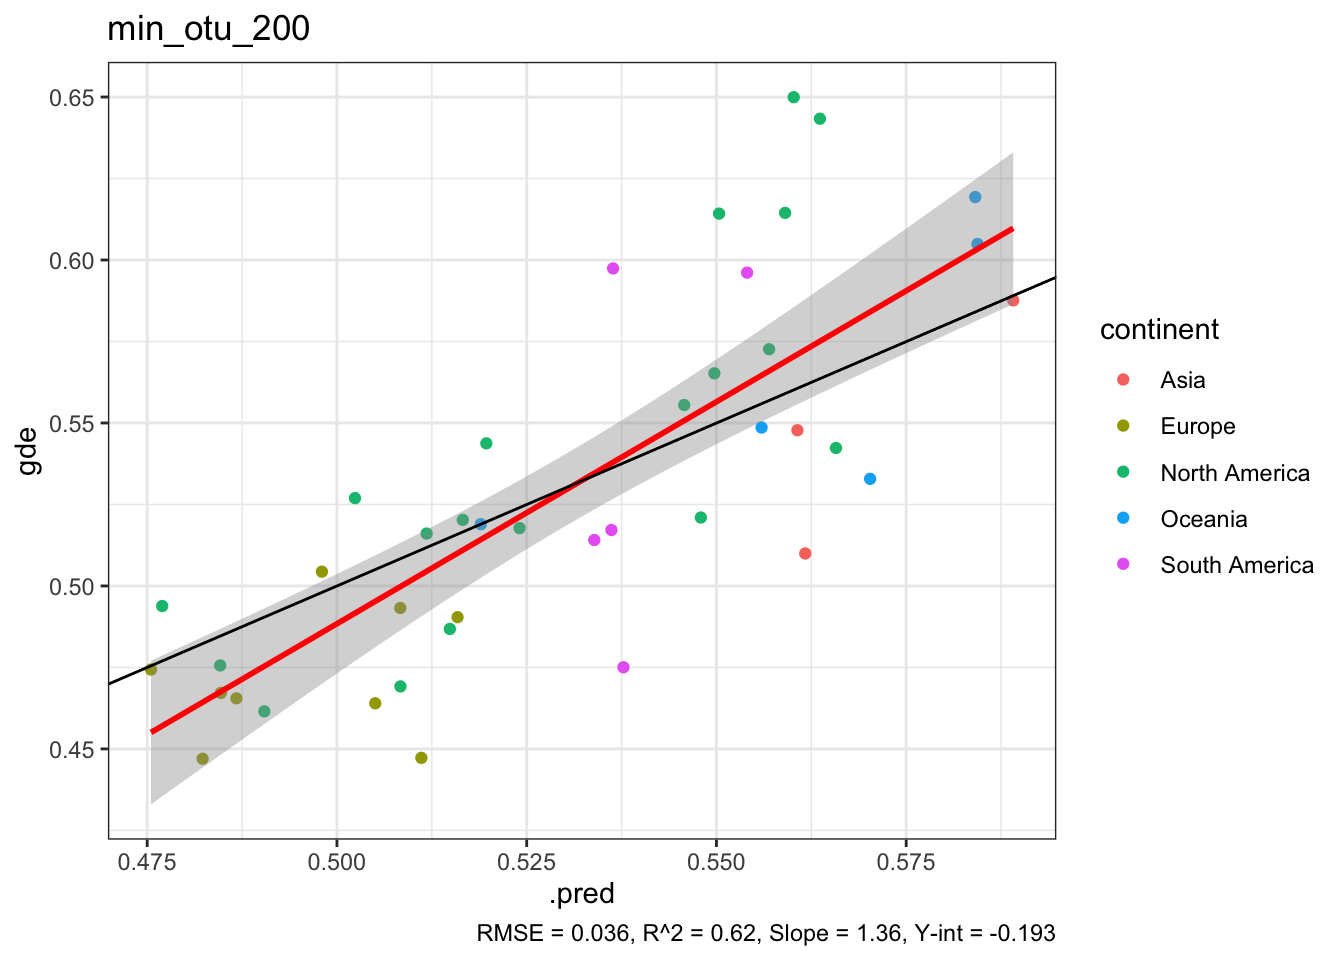 min_otu_200
0.65
0.60
0.55
0.50
0.45
gde
0.475 0.500 0.525 0.550 0.575
.pred
continent
Asia
Europe
North America
Oceania
South America
RMSE = 0.036, R^2 = 0.62, Slope = 1.36, Y-int = -0.193